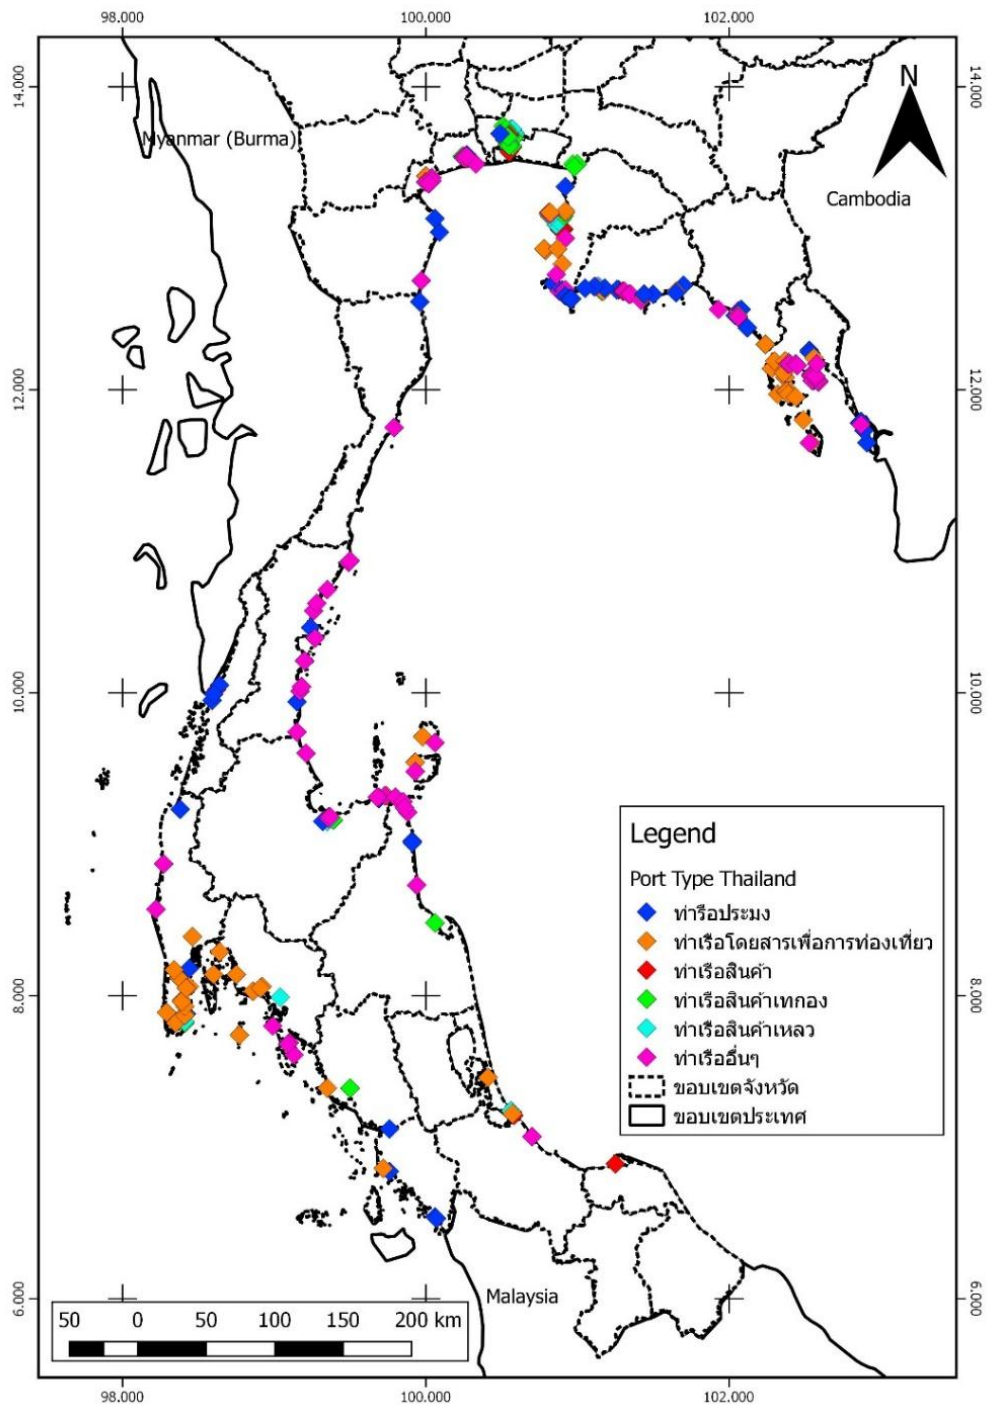 98.000 100.000 102.000
14.000 14.000
N
Myanmar (Burma)
Cambodia
12.000 12.000
10.000 10.000
Legend
Port Type Thailand
ท่ารือประมง
ท่าเรือโดยสารเพื่อการท่องเที่ยว
ท่าเรือสินค้า
ท่าเรือสินค้าเทกอง
ท่าเรือสินค้าเหลว
ท่าเรืออื่นๆ
ขอบเขตจังหวัด
ขอบเขตประเทศ
8.000 8.000
Malaysia
6.000 6.000
50 0 50 100 150 200 km
98.000 100.000 102.000